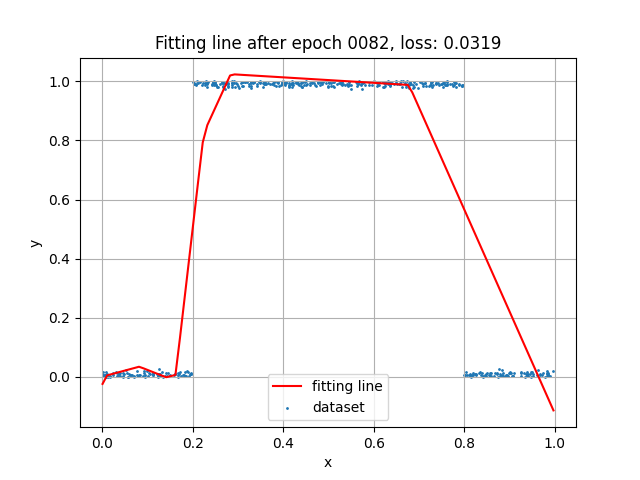 Fitting line after epoch 0082, loss: 0.0319
1.0
0.8
0.6
0.4
0.2
0.0
y
fitting line
dataset
0.0 0.2 0.4 0.6 0.8 1.0
x